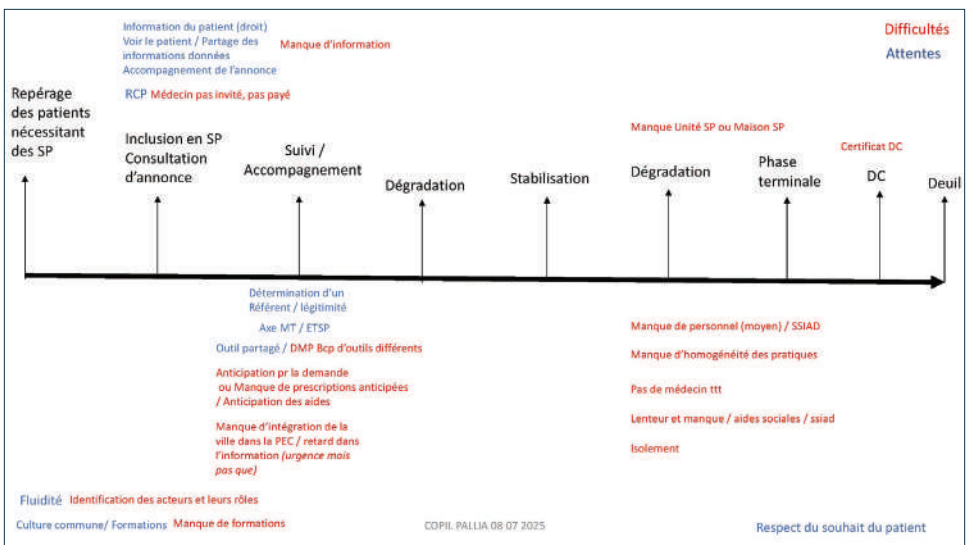 Information du patient (droit)
Voir le patient / Partage des
informations données
Accompagnement de l'annonce
Manque d'information
Difficultés
Attentes
RCP Médecin pas invité, pas payé
Repérage
des patients
nécessitant
des SP
Inclusion en SP
Consultation
d'annonce
Suivi /
Accompagnement
Dégradation
Stabilisation
Manque Unité SP ou Maison SP
Dégradation
Phase
terminale
Certificat DC
DC
Deuil
Détermination d'un
Référent / légitimité
Axe MT / ETSP
Outil partagé / DMP Bcp d'outils différents
Anticipation pr la demande
ou Manque de prescriptions anticipées
/ Anticipation des aides
Manque d'intégration de la
ville dans la PEC / retard dans
l'information (urgence mais
pas que)
Manque de personnel (moyen) / SSIAD
Manque d'homogénéité des pratiques
Pas de médecin ttt
Lenteur et manque / aides sociales / ssiad
Isolement
Fluidité Identification des acteurs et leurs rôles
Culture commune/ Formations Manque de formations
COPIL PALLIA 08 07 2025
Respect du souhait du patient